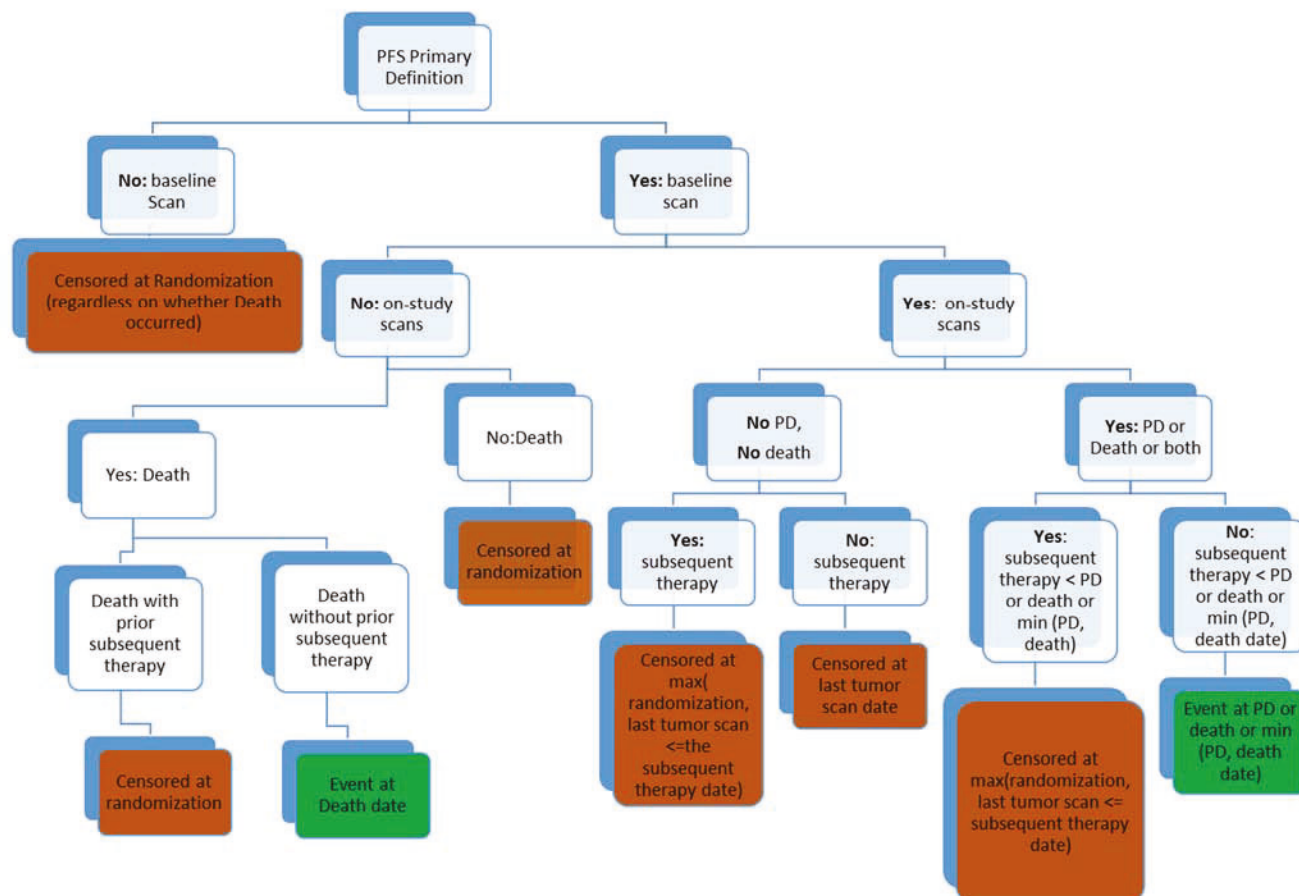 PFS Primary
Definition
No: baseline
Scan
Yes: baseline
scan
Censored at Randomization
(regardless on whether Death
occurred)
No: on-study
scans
Yes: on-study
scans
Yes: Death
No:Death
No PD,
No death
Yes: PD or
Death or both
Death with
prior
subsequent
therapy
Death
without prior
subsequent
therapy
Censored at
randomization
Yes:
subsequent
therapy
No:
subsequent
therapy
Yes:
subsequent
therapy < PD
or death or
min (PD,
death)
No:
subsequent
therapy < PD
or death or
min (PD,
death date)
Censored at
randomization
Event at
Death date
Censored at
max(
randomization,
last tumor scan
<=the
subsequent
therapy date)
Censored at
last tumor
scan date
Censored at
max(randomization,
last tumor scan <=
subsequent therapy
date)
Event at PD or
death or min
(PD, death
date)